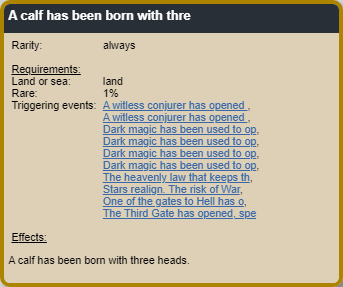 A calf has been born with thre
Rarity: always
Requirements:
Land or sea: land
Rare: 1%
Triggering events: A witless conjurer has opened ,
A witless conjurer has opened ,
Dark magic has been used to op,
Dark magic has been used to op,
Dark magic has been used to op,
Dark magic has been used to op,
The heavenly law that keeps th,
Stars realign. The risk of War,
One of the gates to Hell has o,
The Third Gate has opened, spe
Effects:
A calf has been born with three heads.